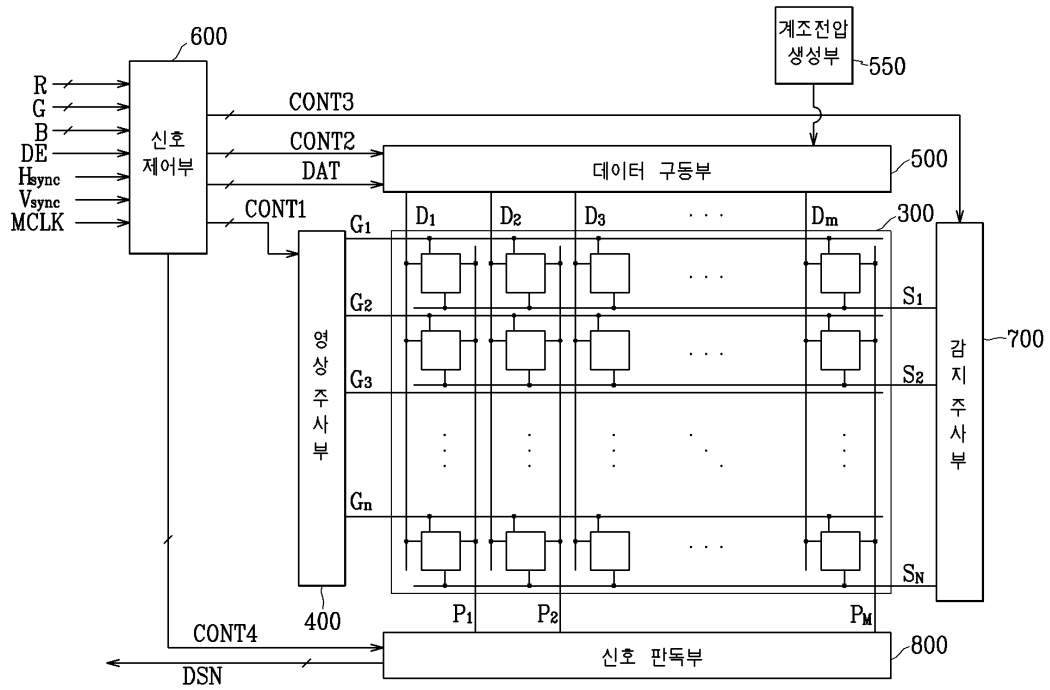 600
계조전압
생성부
550
R
G
B
DE
Hsync
Vsync
MCLK
신호
제어부
CONT3
CONT2
DAT
CONT1
데이터 구동부
500
D1 D2 D3 ... Dm
300
G1
G2
G3
Gn
영상 주사부
400
S1
S2
SN
감지 주사부
700
P1 P2 PM
CONT4
DSN
신호 판독부
800